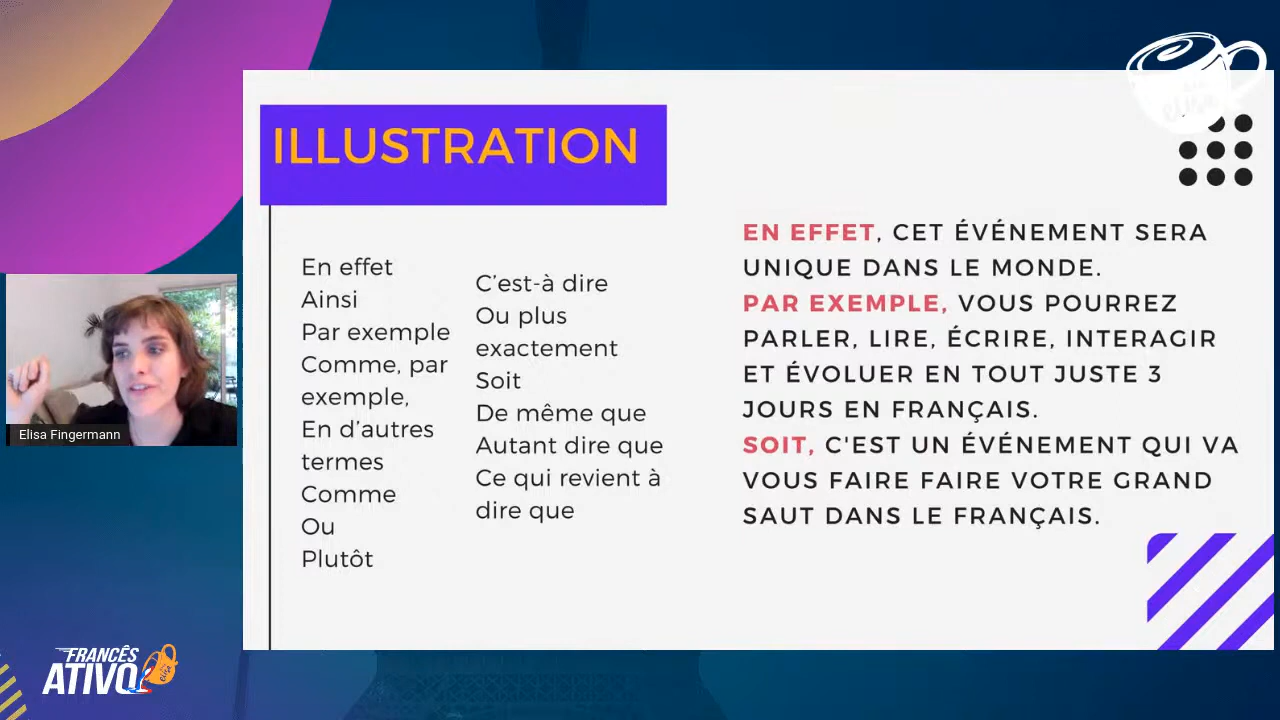 ILLUSTRATION
En effet
Ainsi
Par exemple
Comme, par
exemple,
En d’autres
termes
Comme
Ou
Plutôt
C’est-à dire
Ou plus
exactement
Soit
De même que
Autant dire que
Ce qui revient à
dire que
EN EFFET, CET ÉVÉNEMENT SERA
UNIQUE DANS LE MONDE.
PAR EXEMPLE, VOUS POURREZ
PARLER, LIRE, ÉCRIRE, INTERAGIR
ET ÉVOLUER EN TOUT JUSTE 3
JOURS EN FRANÇAIS.
SOIT, C'EST UN ÉVÉNEMENT QUI VA
VOUS FAIRE FAIRE VOTRE GRAND
SAUT DANS LE FRANÇAIS.
Elisa Fingermann
FRANCÊS
ATIVO
elisa